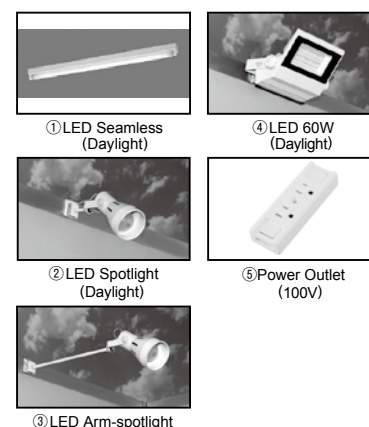 ①LED Seamless
(Daylight)
②LED Spotlight
(Daylight)
③LED Arm-spotlight
④LED 60W
(Daylight)
⑤Power Outlet
(100V)